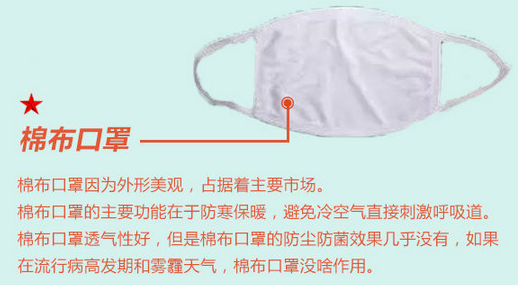 棉布口罩
棉布口罩因为外形美观，占据着主要市场。
棉布口罩的主要功能在于防寒保暖，避免冷空气直接刺激呼吸道。
棉布口罩透气性好，但是棉布口罩的防尘防菌效果几乎没有，如果
在流行病高发期和雾霾天气，棉布口罩没啥作用。